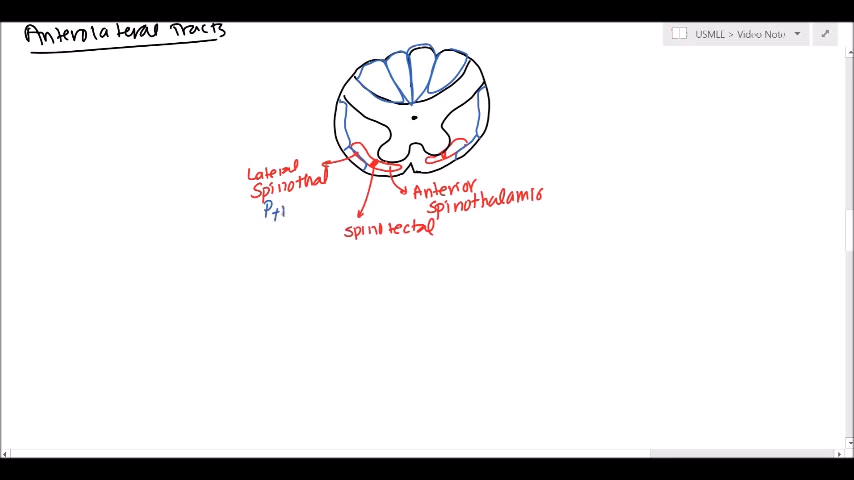 Anterolateral Tracts
USMLE > Video Note
Lateral
Spinothal
P+
Anterior
Spinothalamic
Spinotectal